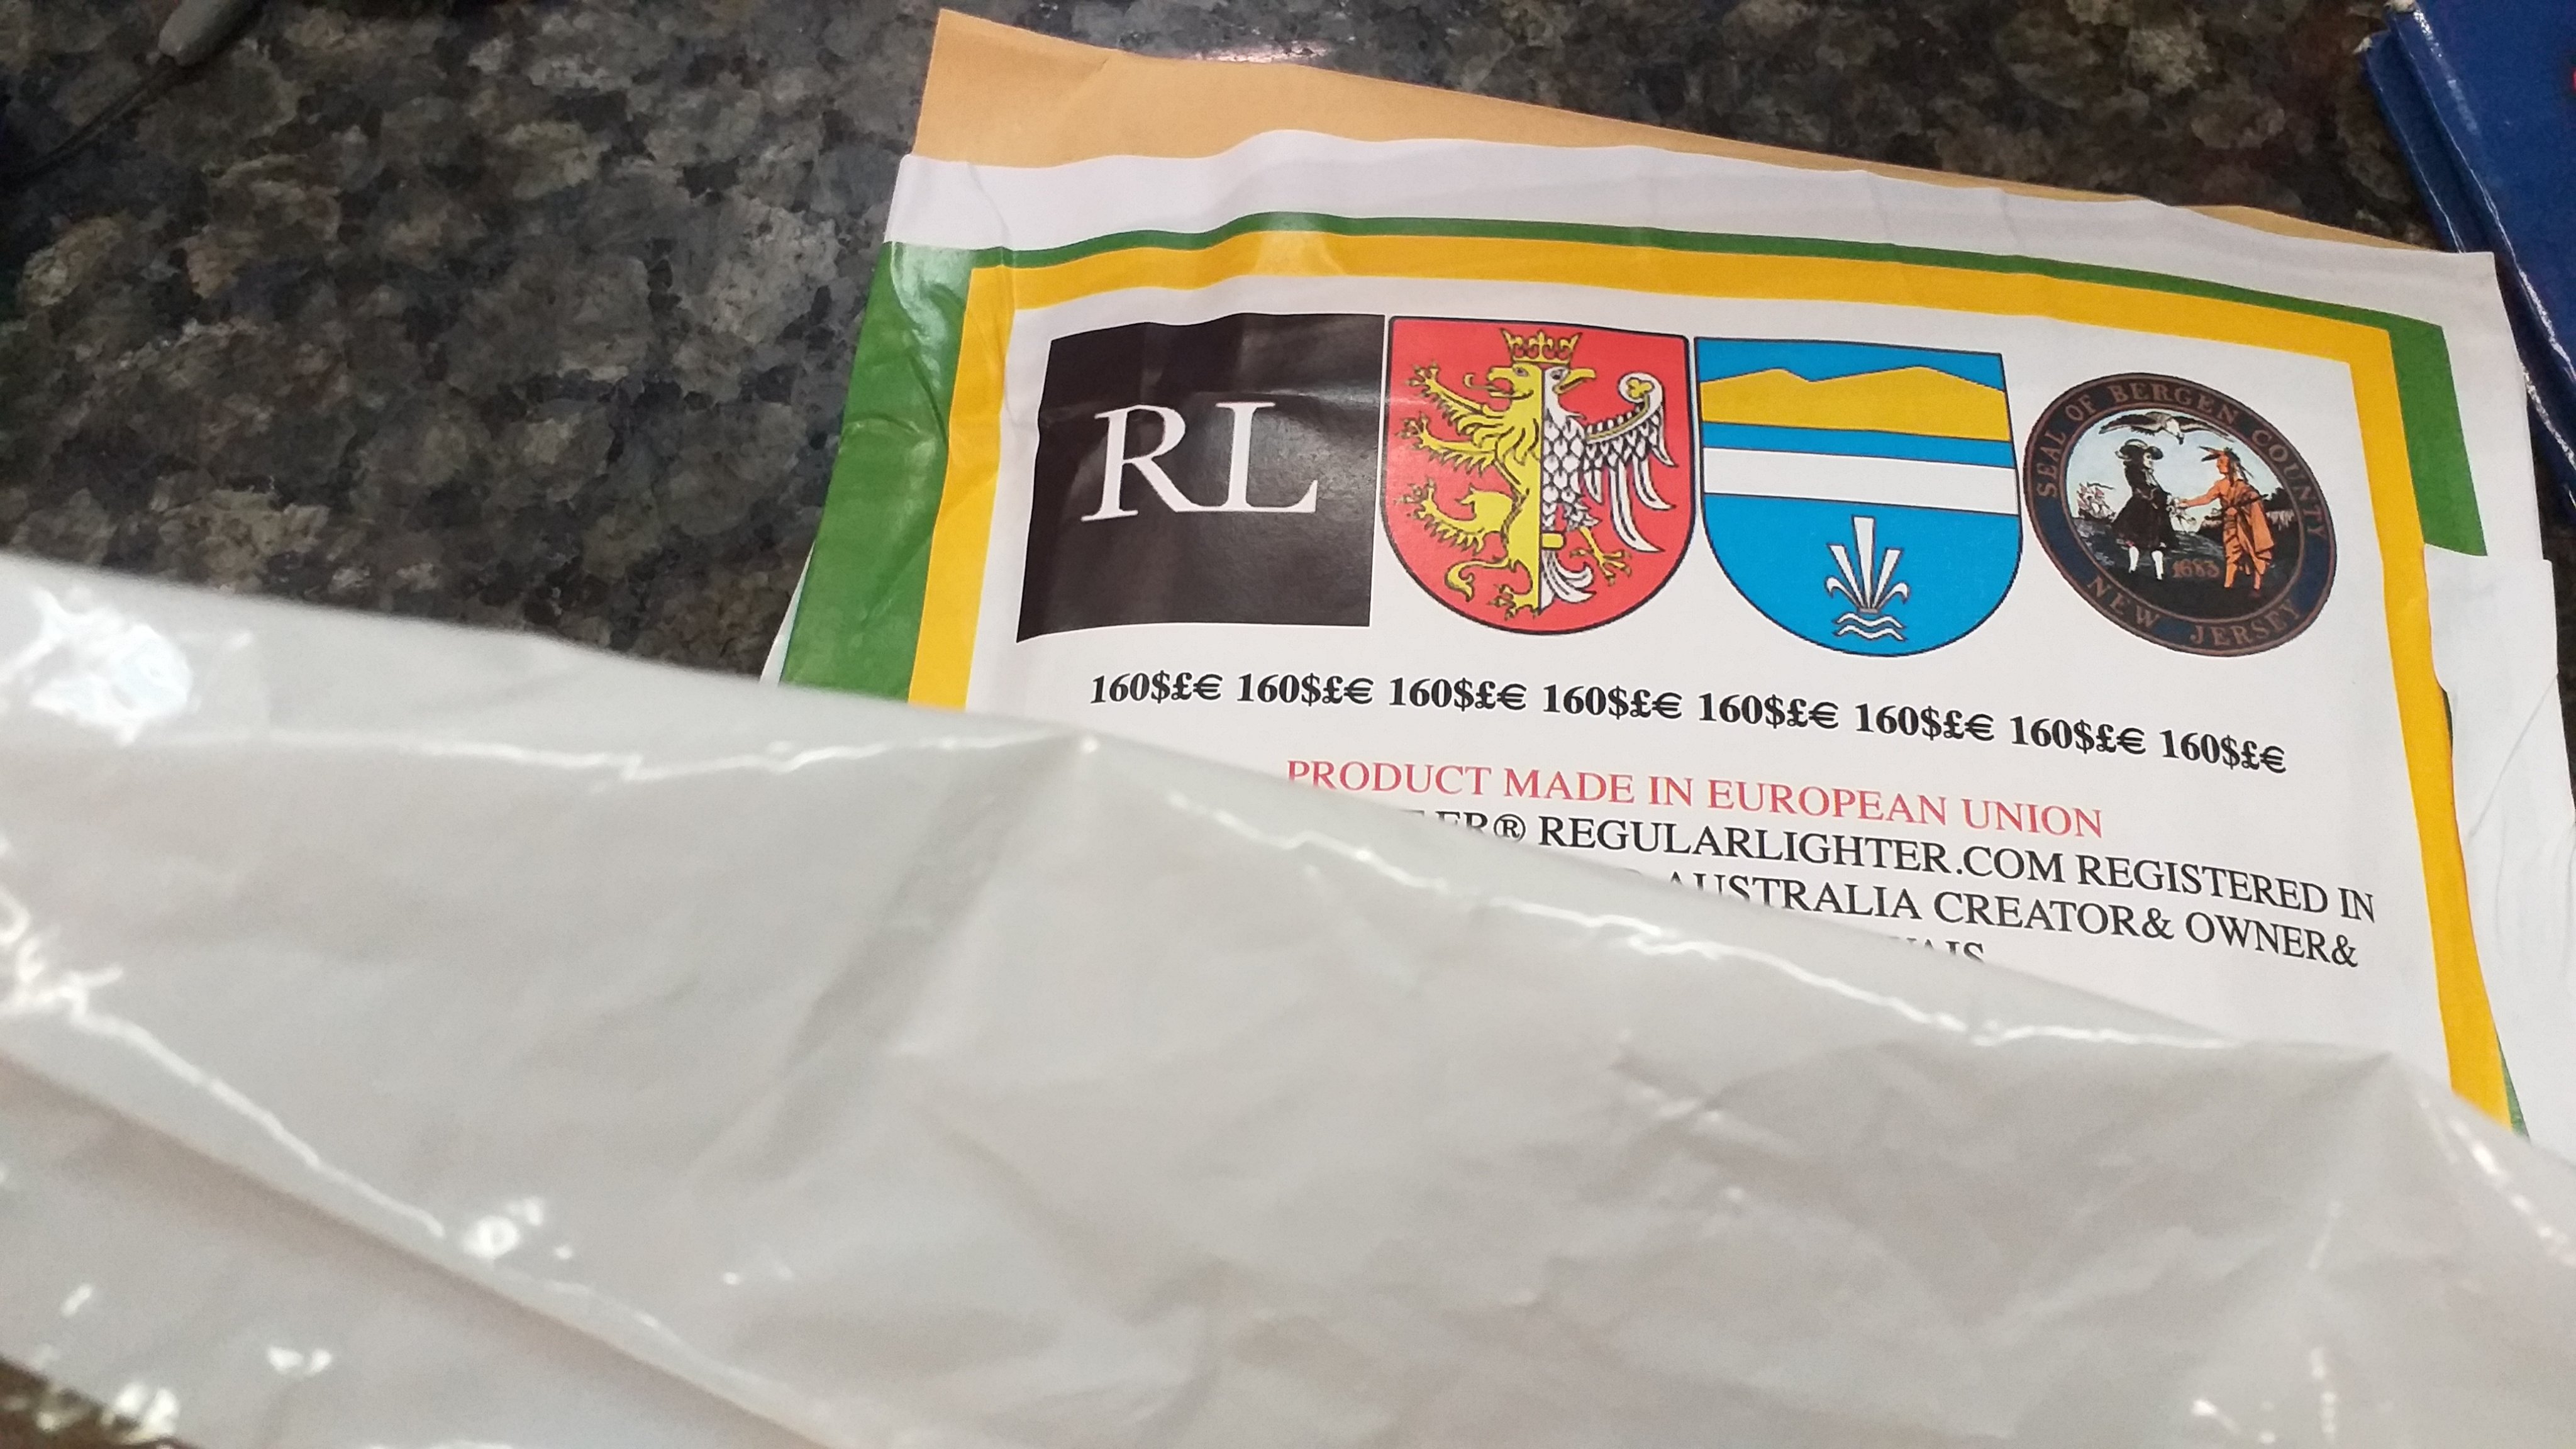 RL
SEAL OF BERGEN COUNTY
1683
NEW JERSEY
160$£€ 160$£€ 160$£€ 160$£€ 160$£€ 160$£€ 160$£€ 160$£€
PRODUCT MADE IN EUROPEAN UNION
REGULARLIGHTER.COM REGISTERED IN
AUSTRALIA CREATOR& OWNER&